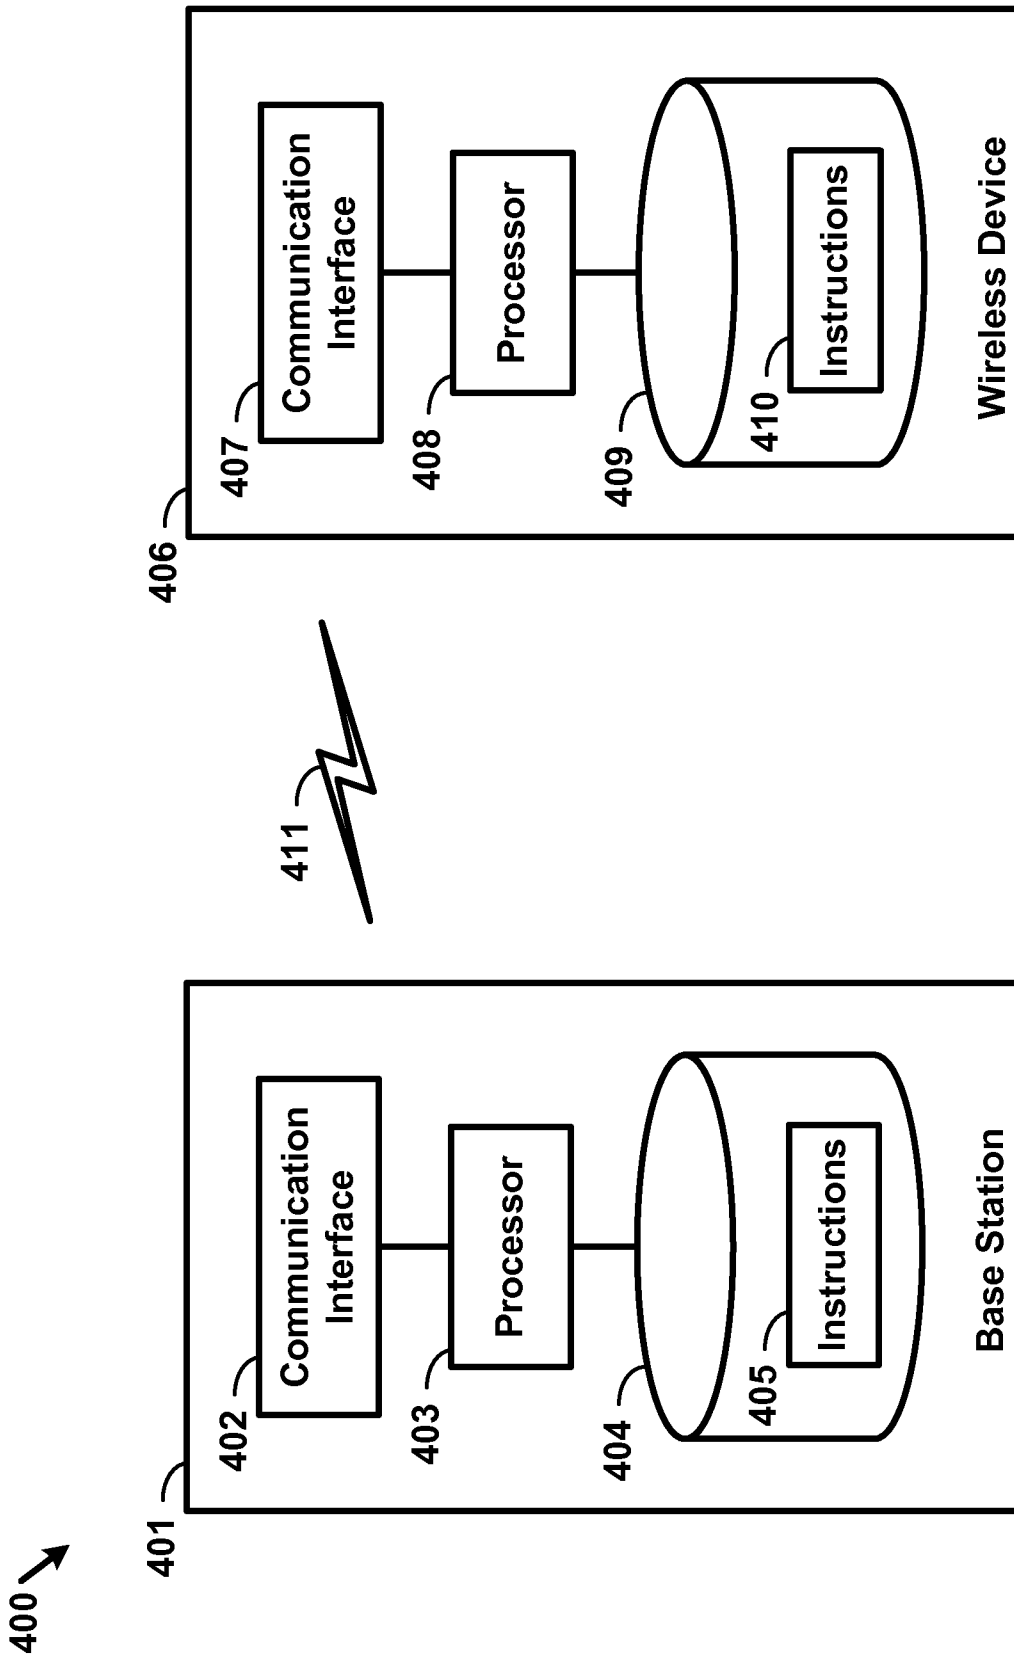 400
401
402
Communication
Interface
403
Processor
404
405
Instructions
Base Station
411
406
407
Communication
Interface
408
Processor
409
410
Instructions
Wireless Device